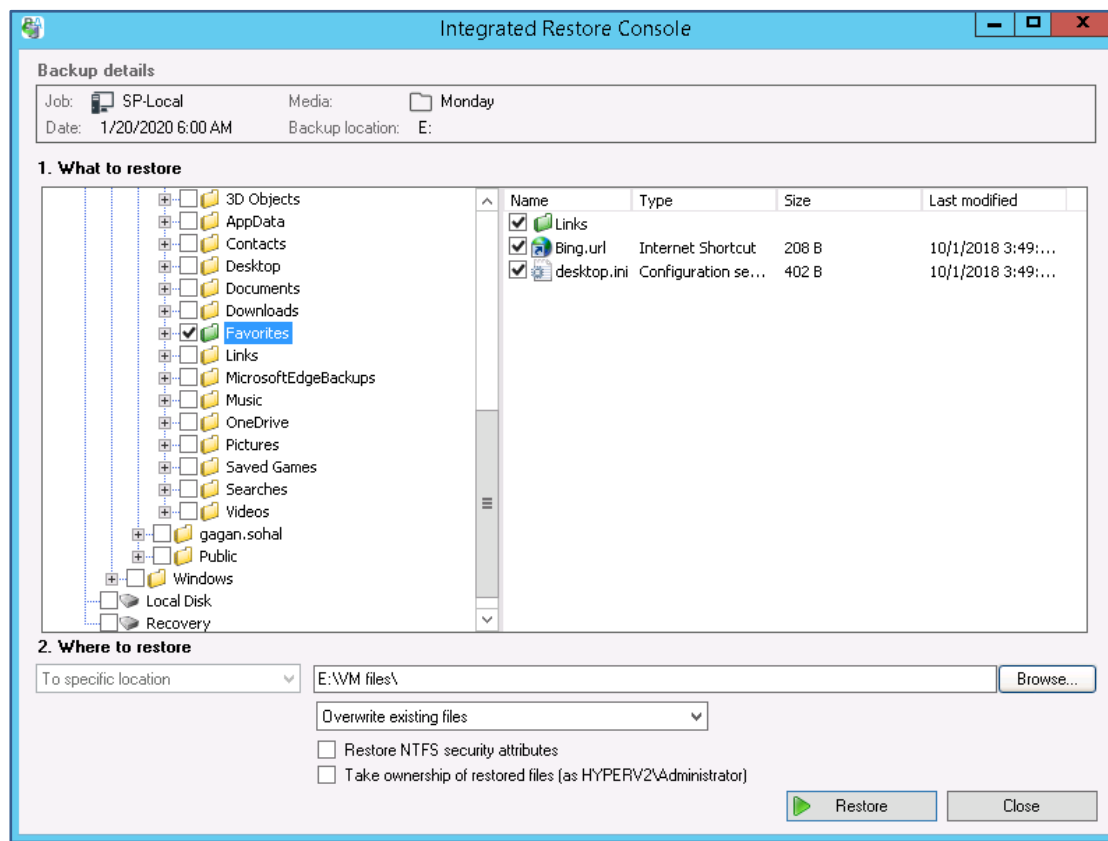 Integrated Restore Console
Backup details
Job: SP-Local Media: Monday
Date: 1/20/2020 6:00 AM Backup location: E:
1. What to restore
3D Objects
AppData
Contacts
Desktop
Documents
Downloads
Favorites
Links
MicrosoftEdgeBackups
Music
OneDrive
Pictures
Saved Games
Searches
Videos
gagan.sohal
Public
Windows
Local Disk
Recovery
Name Type Size Last modified
Links
Bing.url Internet Shortcut 208 B 10/1/2018 3:49:...
desktop.ini Configuration se... 402 B 10/1/2018 3:49:...
2. Where to restore
To specific location E:\VM files\ Browse...
Overwrite existing files
Restore NTFS security attributes
Take ownership of restored files (as HYPERV2\Administrator)
Restore Close